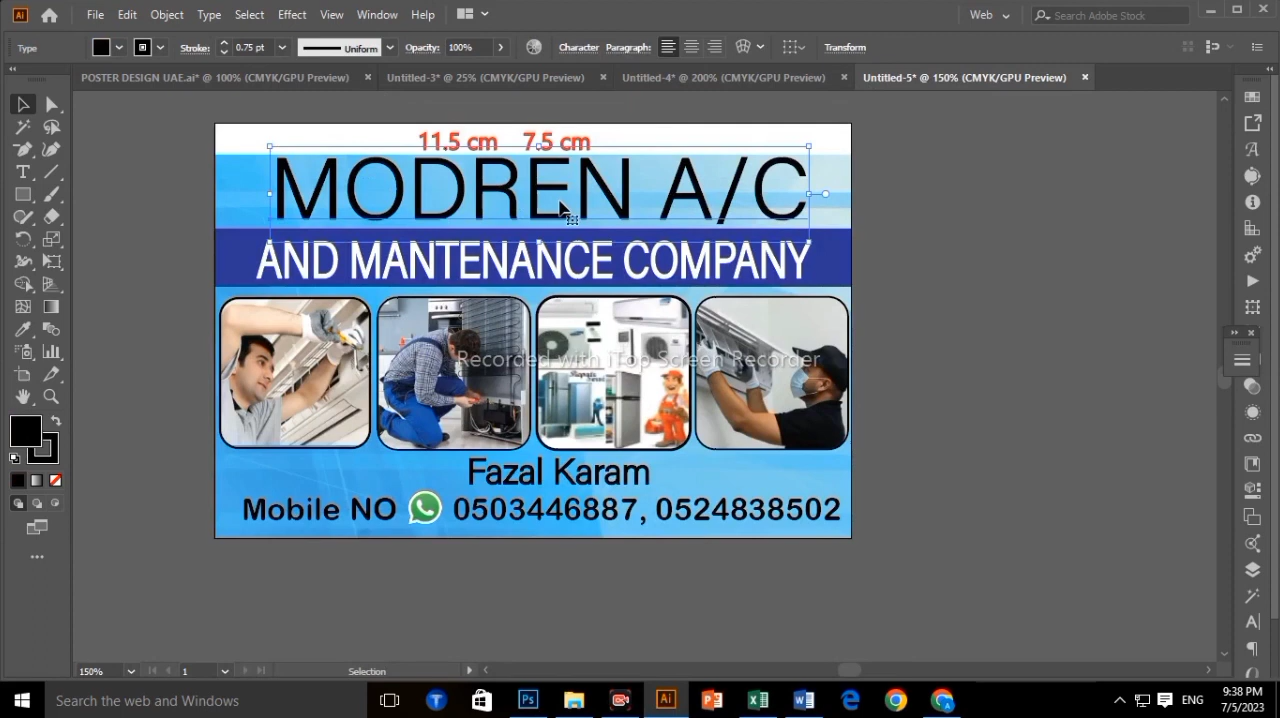 File Edit Object Type Select Effect View Window Help
Web
Search Adobe Stock
Type
Stroke: 0.75 pt Uniform Opacity: 100% Character Paragraph: Transform
POSTER DESIGN UAE.ai* @ 100% (CMYK/GPU Preview) × Untitled-3* @ 25% (CMYK/GPU Preview) × Untitled-4* @ 200% (CMYK/GPU Preview) × Untitled-5* @ 150% (CMYK/GPU Preview) ×
11.5 cm 7.5 cm
MODREN A/C
AND MANTENANCE COMPANY
Recorded with iTop Screen Recorder
Fazal Karam
Mobile NO 0503446887, 0524838502
150% 1 Selection
Search the web and Windows
ENG
9:38 PM
7/5/2023